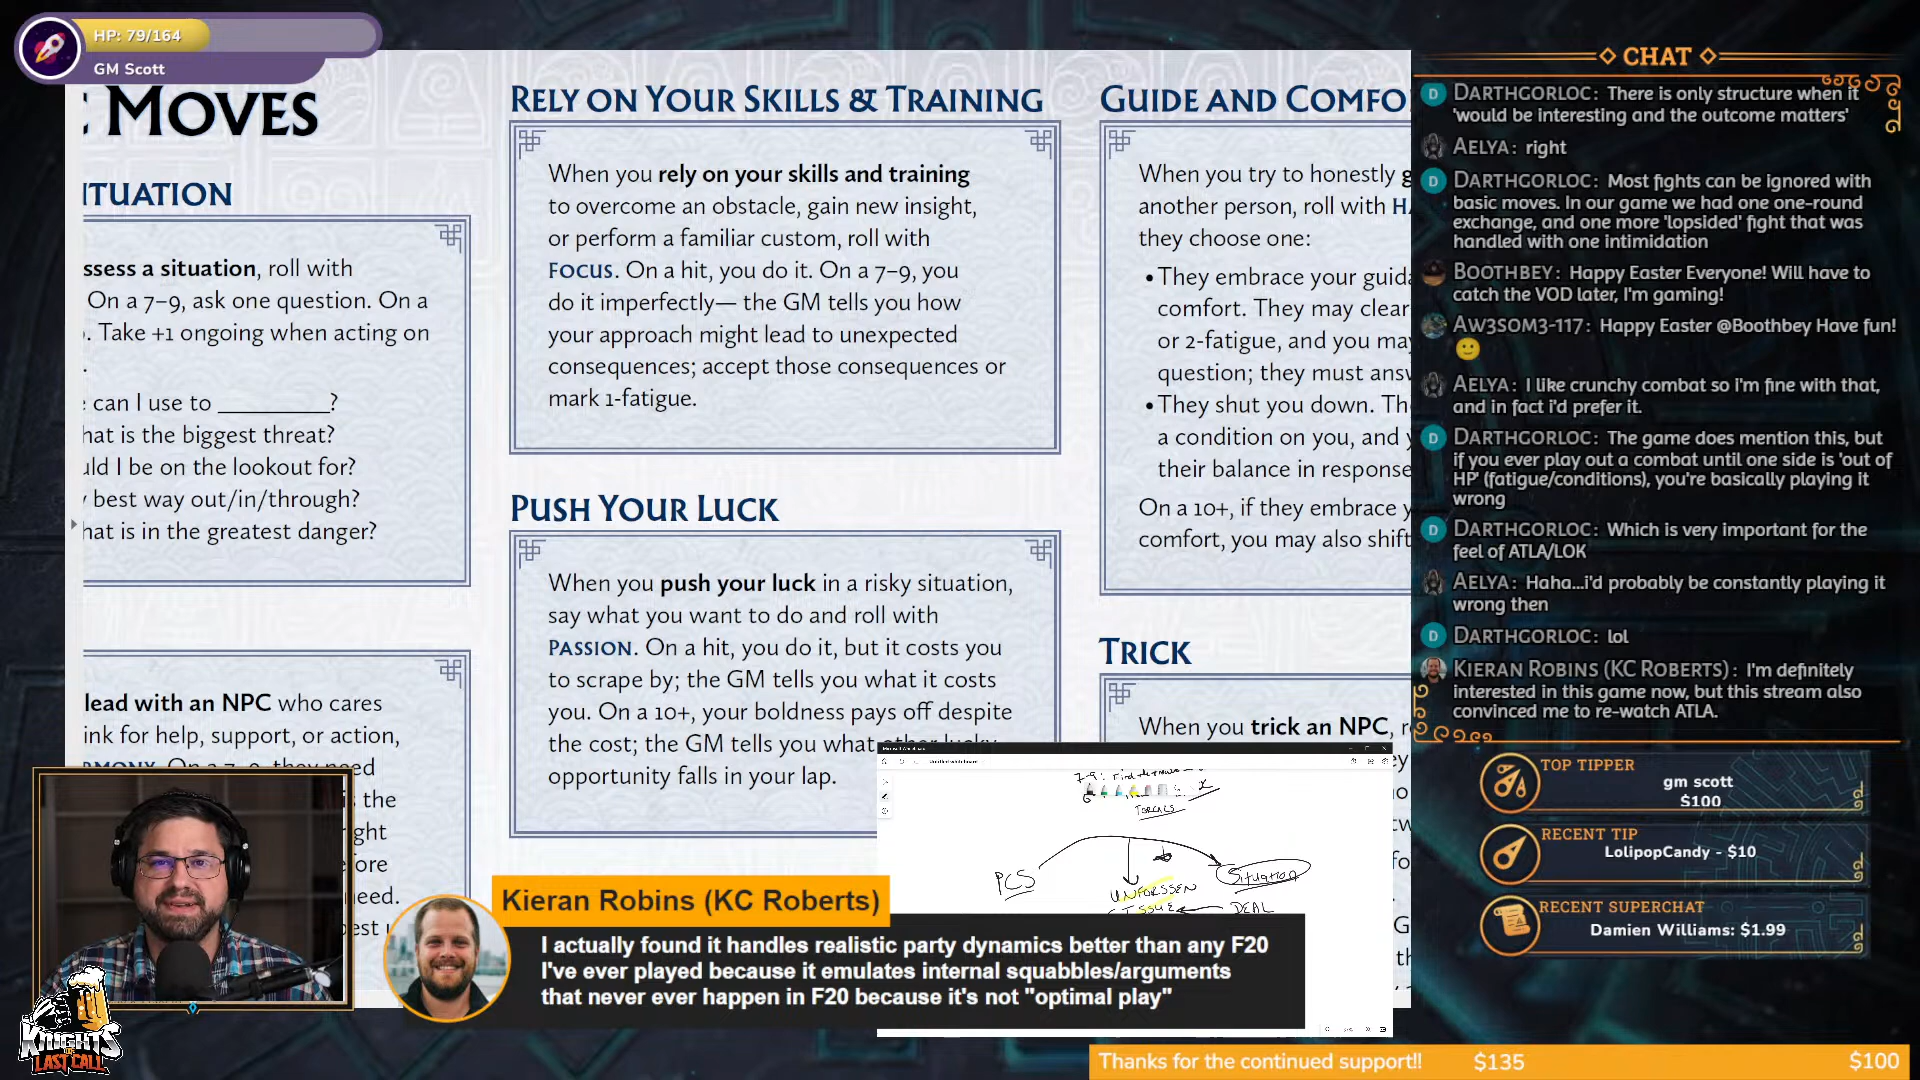 HP: 79/164
GM Scott
MOVES
ITUATION
ssess a situation, roll with
On a 7–9, ask one question. On a
. Take +1 ongoing when acting on
.
can I use to _________?
hat is the biggest threat?
uld I be on the lookout for?
best way out/in/through?
hat is in the greatest danger?
lead with an NPC who cares
ink for help, support, or action,
need
the
ight
fore
need.
RELY ON YOUR SKILLS & TRAINING
When you rely on your skills and training
to overcome an obstacle, gain new insight,
or perform a familiar custom, roll with
FOCUS. On a hit, you do it. On a 7–9, you
do it imperfectly— the GM tells you how
your approach might lead to unexpected
consequences; accept those consequences or
mark 1-fatigue.
PUSH YOUR LUCK
When you push your luck in a risky situation,
say what you want to do and roll with
PASSION. On a hit, you do it, but it costs you
to scrape by; the GM tells you what it costs
you. On a 10+, your boldness pays off despite
the cost; the GM tells you what other lucky
opportunity falls in your lap.
GUIDE AND COMFO
When you try to honestly g
another person, roll with HA
they choose one:
• They embrace your guida
comfort. They may clear
or 2-fatigue, and you may
question; they must answ
• They shut you down. The
a condition on you, and y
their balance in response
On a 10+, if they embrace y
comfort, you may also shift
TRICK
When you trick an NPC, r
PCS
UNFORSSEN
ISSUE
DEAL
Situation
Kieran Robins (KC Roberts)
I actually found it handles realistic party dynamics better than any F20
I've ever played because it emulates internal squabbles/arguments
that never ever happen in F20 because it's not "optimal play"
KNIGHTS
OF
LAST CALL
CHAT
DARTHGORLOC: There is only structure when it
'would be interesting and the outcome matters'
AELYA: right
DARTHGORLOC: Most fights can be ignored with
basic moves. In our game we had one one-round
exchange, and one more 'lopsided' fight that was
handled with one intimidation
BOOTHBEY: Happy Easter Everyone! Will have to
catch the VOD later, I'm gaming!
AW3SOM3-117: Happy Easter @Boothbey Have fun!
🙂
AELYA: I like crunchy combat so i'm fine with that,
and in fact i'd prefer it.
DARTHGORLOC: The game does mention this, but
if you ever play out a combat until one side is 'out of
HP' (fatigue/conditions), you're basically playing it
wrong
DARTHGORLOC: Which is very important for the
feel of ATLA/LOK
AELYA: Haha...i'd probably be constantly playing it
wrong then
DARTHGORLOC: lol
KIERAN ROBINS (KC ROBERTS): I'm definitely
interested in this game now, but this stream also
convinced me to re-watch ATLA.
TOP TIPPER
gm scott
$100
RECENT TIP
LolipopCandy - $10
RECENT SUPERCHAT
Damien Williams: $1.99
Thanks for the continued support!! $135 $100